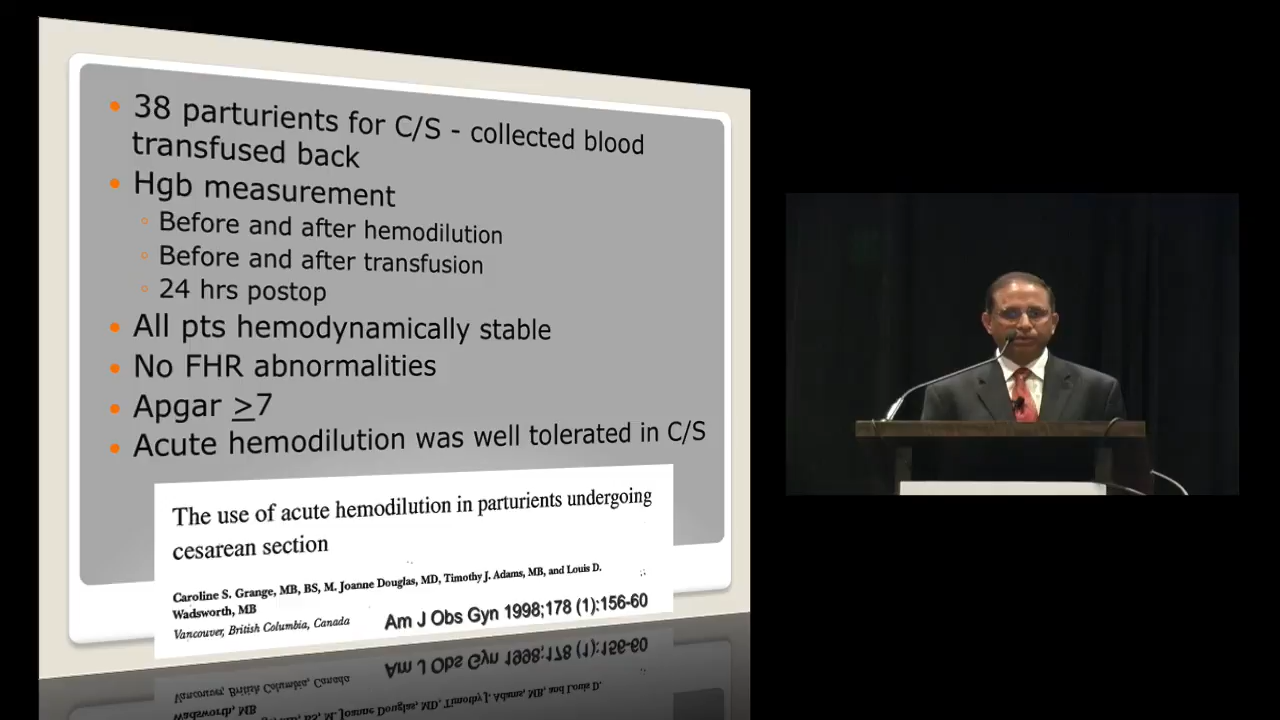 38 parturients for C/S - collected blood
transfused back
Hgb measurement
Before and after hemodilution
Before and after transfusion
24 hrs postop
All pts hemodynamically stable
No FHR abnormalities
Apgar >7
Acute hemodilution was well tolerated in C/S
The use of acute hemodilution in parturients undergoing
cesarean section
Caroline S. Grange, MB, BS, M. Joanne Douglas, MD, Timothy J. Adams, MB, and Louis D.
Wadsworth, MB
Vancouver, British Columbia, Canada
Am J Obs Gyn 1998;178 (1):156-60